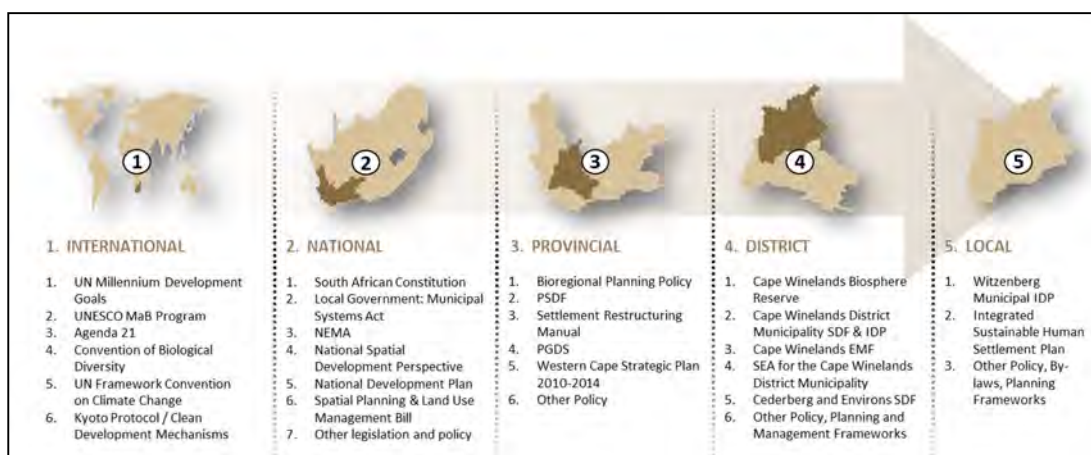 1
2
3
4
5
1. INTERNATIONAL
1. UN Millennium Development
Goals
2. UNESCO MaB Program
3. Agenda 21
4. Convention of Biological
Diversity
5. UN Framework Convention
on Climate Change
6. Kyoto Protocol / Clean
Development Mechanisms
2. NATIONAL
1. South African Constitution
2. Local Government: Municipal
Systems Act
3. NEMA
4. National Spatial
Development Perspective
5. National Development Plan
6. Spatial Planning & Land Use
Management Bill
7. Other legislation and policy
3. PROVINCIAL
1. Bioregional Planning Policy
2. PSDF
3. Settlement Restructuring
Manual
4. PGDS
5. Western Cape Strategic Plan
2010-2014
6. Other Policy
4. DISTRICT
1. Cape Winelands Biosphere
Reserve
2. Cape Winelands District
Municipality SDF & IDP
3. Cape Winelands EMF
4. SEA for the Cape Winelands
District Municipality
5. Cederberg and Environs SDF
6. Other Policy, Planning and
Management Frameworks
5. LOCAL
1. Witzenberg
Municipal IDP
2. Integrated
Sustainable Human
Settlement Plan
3. Other Policy, By-
laws, Planning
Frameworks